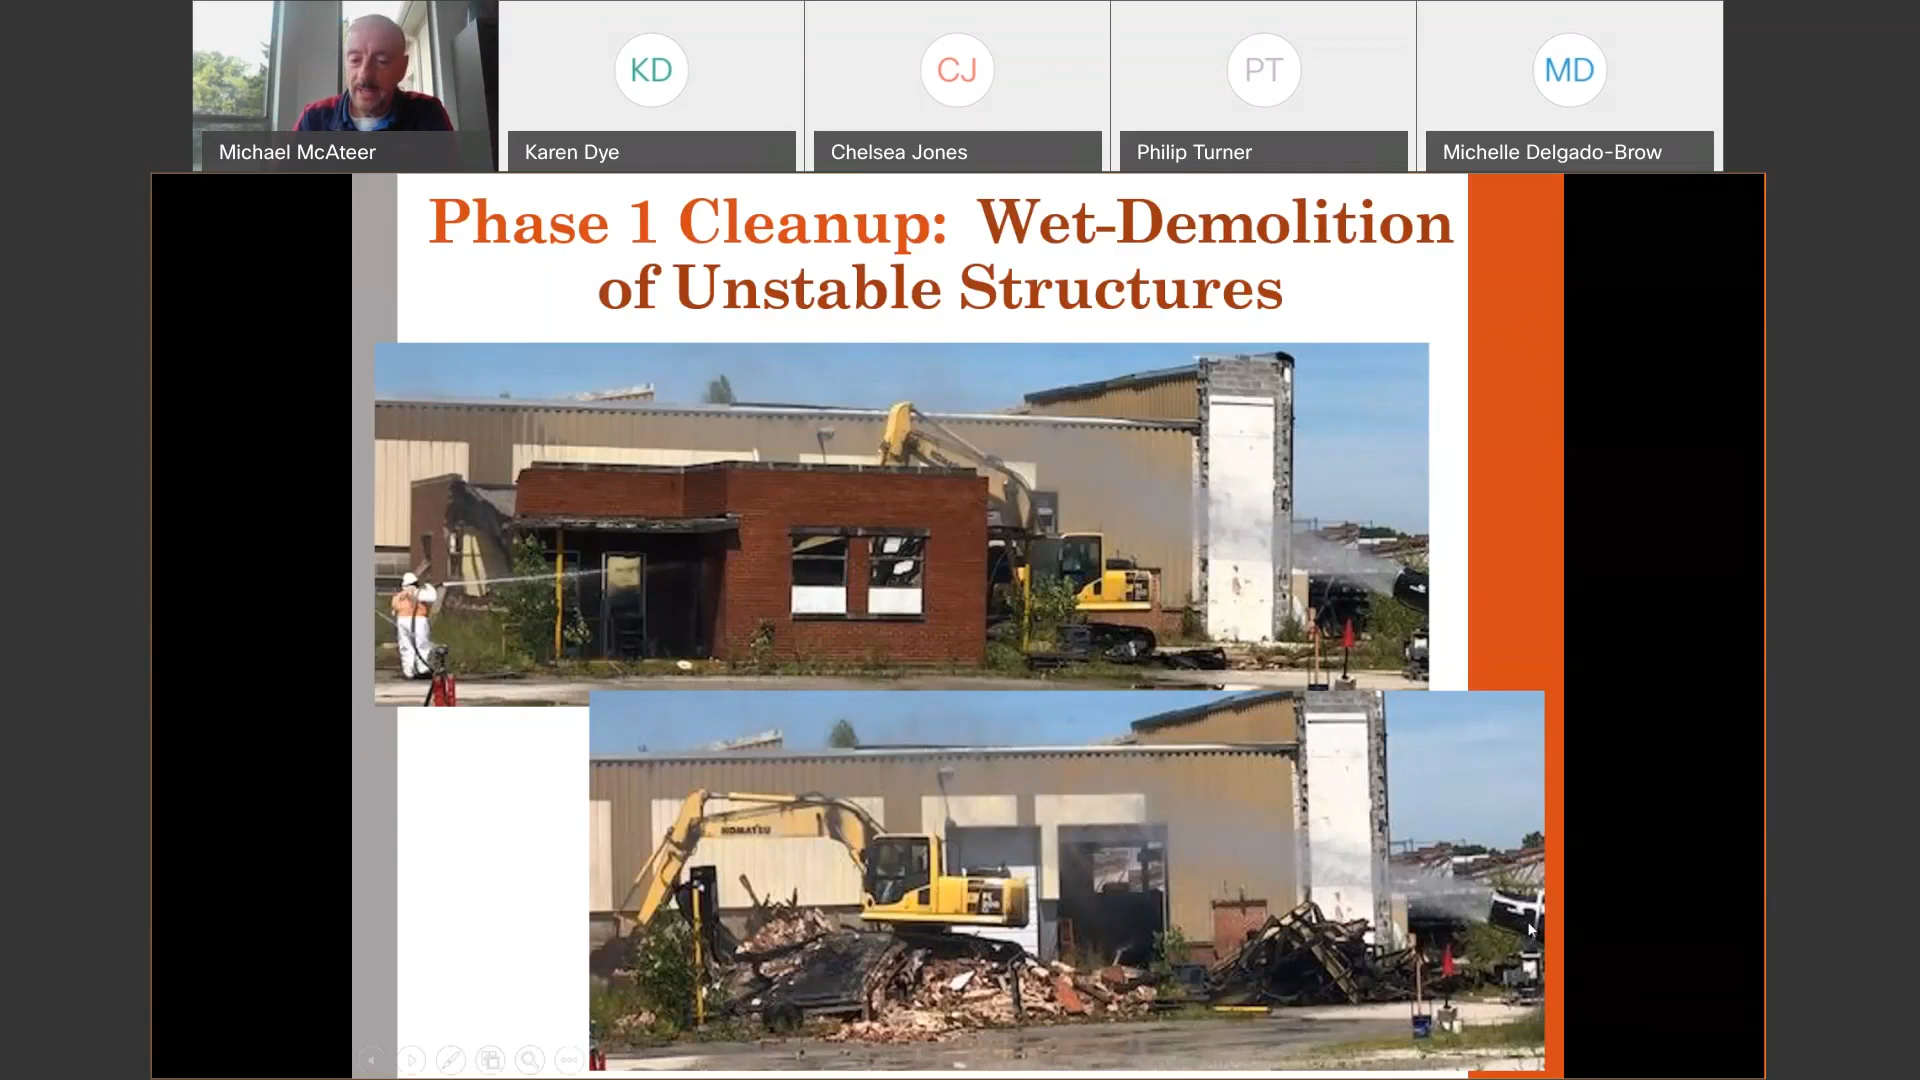 KD
CJ
PT
MD
Michael McAteer
Karen Dye
Chelsea Jones
Philip Turner
Michelle Delgado-Brow
Phase 1 Cleanup: Wet-Demolition
of Unstable Structures
KOMATSU